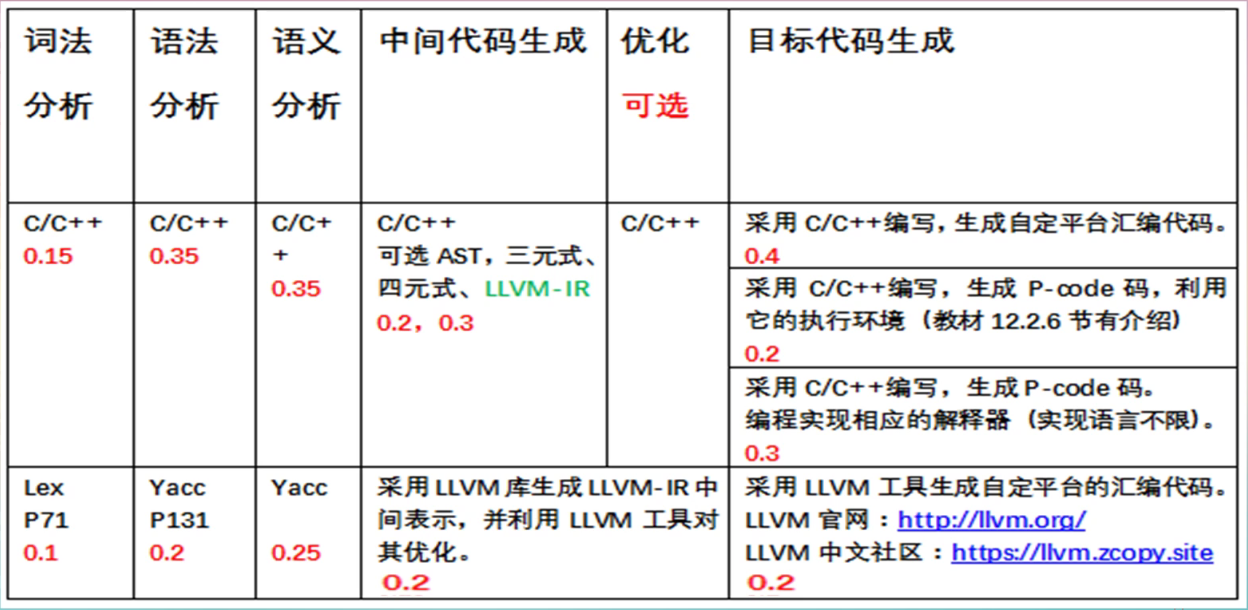 词法
分析
语法
分析
语义
分析
中间代码生成
优化
可选
目标代码生成
C/C++
0.15
C/C++
0.35
C/C+
+
0.35
C/C++
可选 AST，三元式、
四元式、LLVM-IR
0.2，0.3
C/C++
采用 C/C++编写，生成自定平台汇编代码。
0.4
采用 C/C++编写，生成 P-code 码，利用
它的执行环境（教材 12.2.6 节有介绍）
0.2
采用 C/C++编写，生成 P-code 码。
编程实现相应的解释器（实现语言不限）。
0.3
Lex
P71
0.1
Yacc
P131
0.2
Yacc
0.25
采用 LLVM 库生成 LLVM-IR 中
间表示，并利用 LLVM 工具对
其优化。
0.2
采用 LLVM 工具生成自定平台的汇编代码。
LLVM 官网：http://llvm.org/
LLVM 中文社区：https://llvm.zcopy.site
0.2